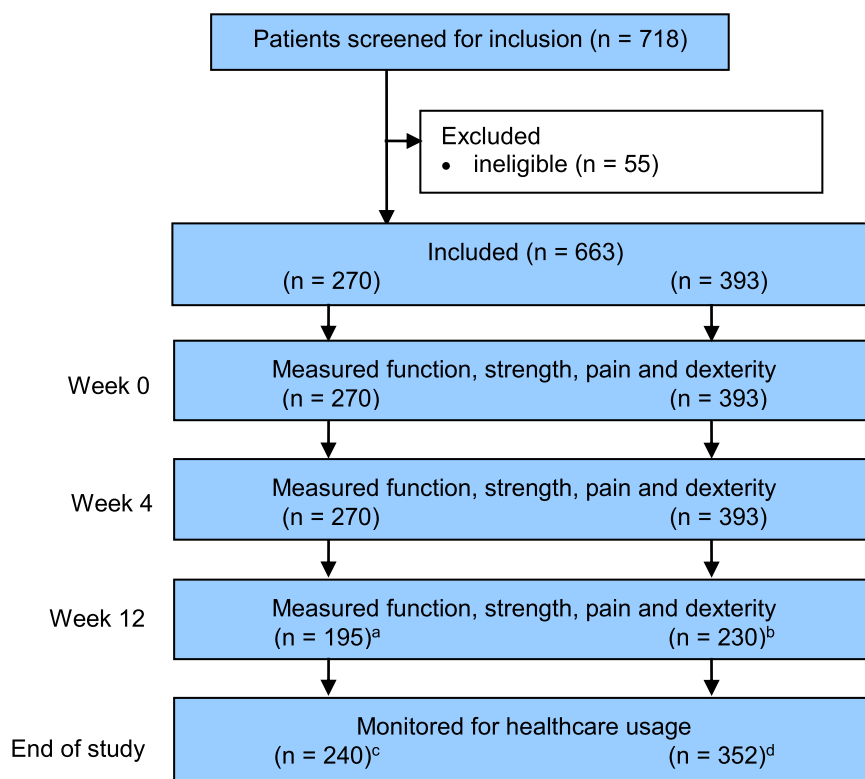 Patients screened for inclusion (n = 718)
Excluded
• ineligible (n = 55)
Included (n = 663)
(n = 270) (n = 393)
Week 0
Measured function, strength, pain and dexterity
(n = 270) (n = 393)
Week 4
Measured function, strength, pain and dexterity
(n = 270) (n = 393)
Week 12
Measured function, strength, pain and dexterity
(n = 195)ᵃ (n = 230)ᵇ
End of study
Monitored for healthcare usage
(n = 240)ᶜ (n = 352)ᵈ